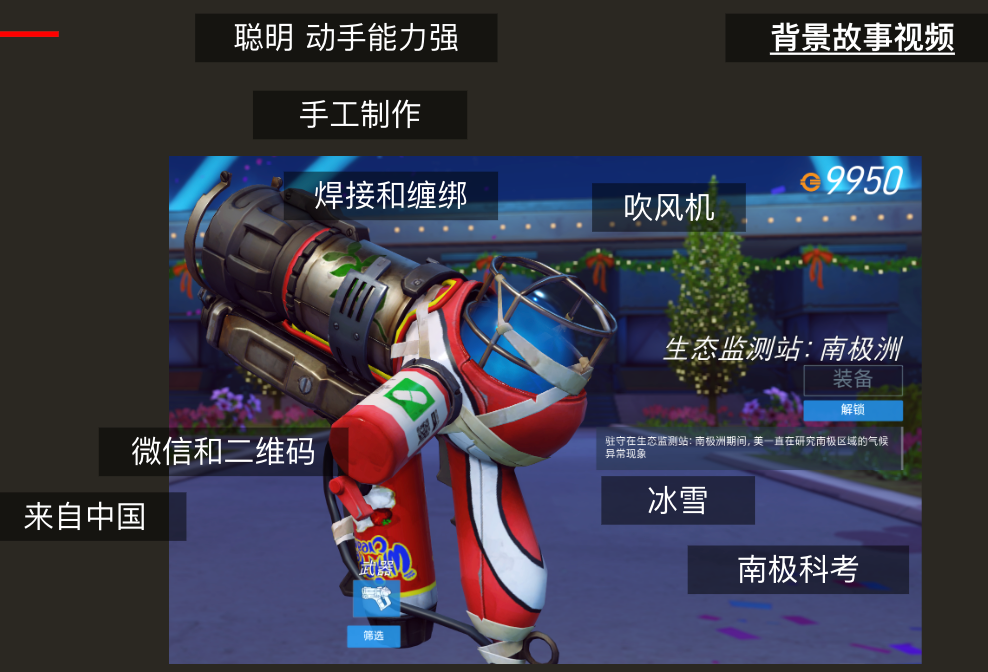 聪明 动手能力强
背景故事视频
手工制作
焊接和缠绑
吹风机
9950
生态监测站：南极洲
装备
解锁
驻守在生态监测站：南极洲期间，美一直在研究南极区域的气候
异常现象
微信和二维码
来自中国
冰雪
南极科考
武器
筛选